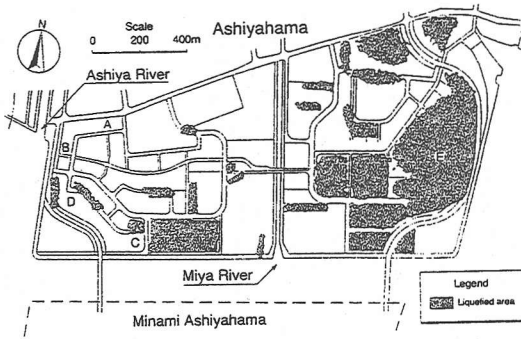 N
Scale
0 200 400m
Ashiyahama
Ashiya River
A
B
E
D
C
Miya River
Legend
Liquefied area
Minami Ashiyahama